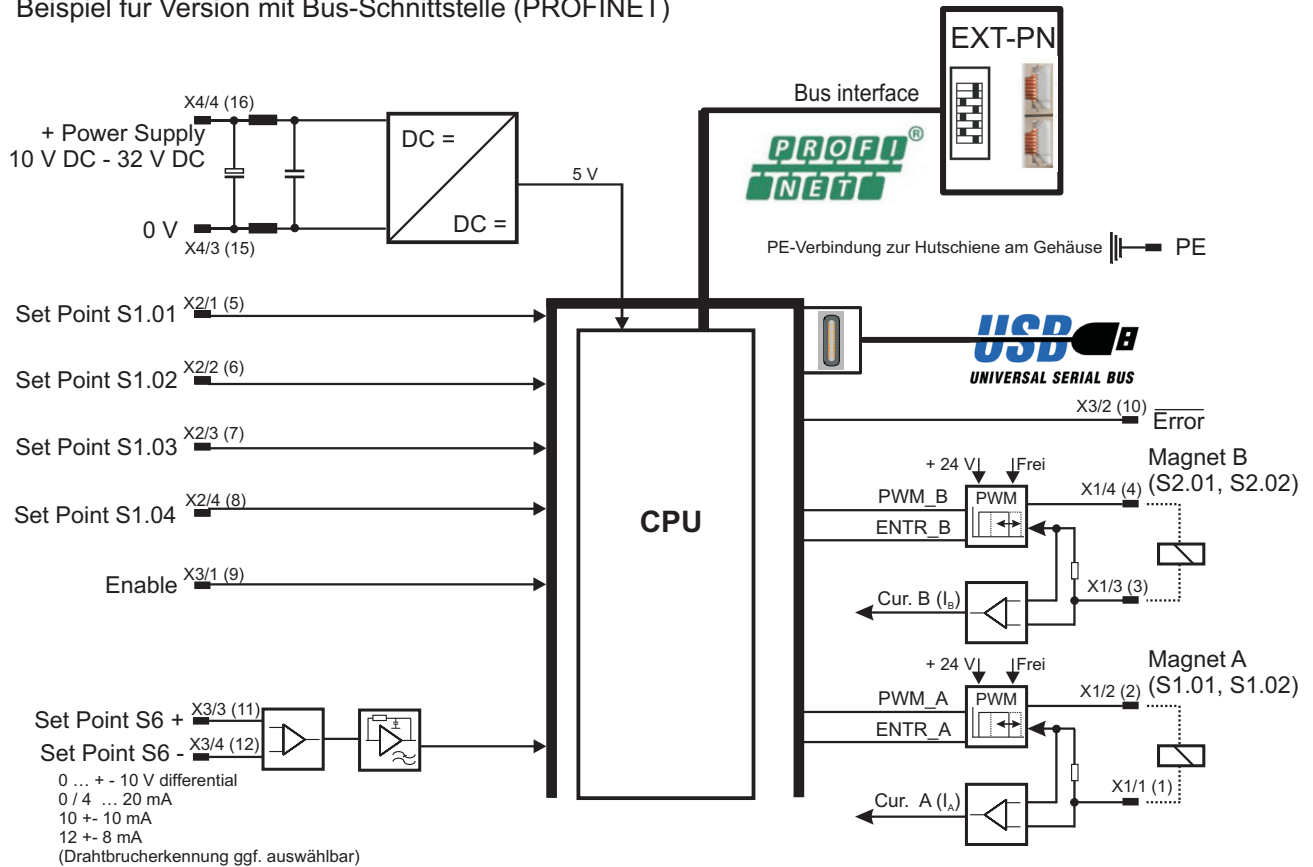 Beispiel für Version mit Bus-Schnittstelle (PROFINET)
EXT-PN
Bus interface
PROFI®
NET
X4/4 (16)
+ Power Supply
10 V DC - 32 V DC
0 V
X4/3 (15)
DC =
DC =
5 V
PE-Verbindung zur Hutschiene am Gehäuse
PE
Set Point S1.01
X2/1 (5)
Set Point S1.02
X2/2 (6)
Set Point S1.03
X2/3 (7)
Set Point S1.04
X2/4 (8)
Enable
X3/1 (9)
CPU
USB
UNIVERSAL SERIAL BUS
X3/2 (10)
Error
+ 24 V
Frei
Magnet B
(S2.01, S2.02)
PWM_B
PWM
X1/4 (4)
ENTR_B
Cur. B (IB)
X1/3 (3)
+ 24 V
Frei
Magnet A
(S1.01, S1.02)
PWM_A
PWM
X1/2 (2)
ENTR_A
Cur. A (IA)
X1/1 (1)
Set Point S6 +
X3/3 (11)
Set Point S6 -
X3/4 (12)
0 ... + - 10 V differential
0 / 4 ... 20 mA
10 +- 10 mA
12 +- 8 mA
(Drahtbrucherkennung ggf. auswählbar)